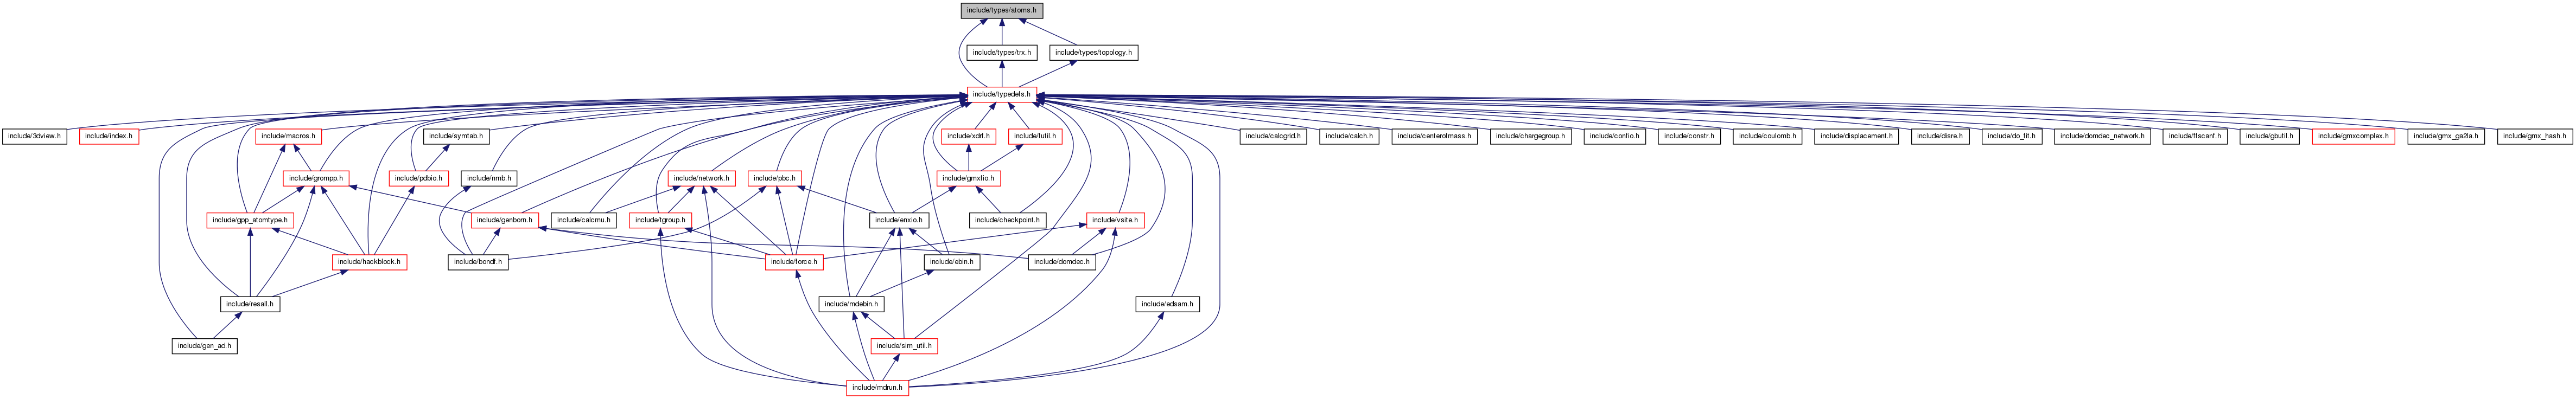 include/types/atoms.h
include/types/trx.h
include/types/topology.h
include/typedefs.h
include/3dview.h
include/index.h
include/macros.h
include/symtab.h
include/xdrf.h
include/futil.h
include/calcgrid.h
include/calch.h
include/centerofmass.h
include/chargegroup.h
include/confio.h
include/constr.h
include/coulomb.h
include/displacement.h
include/disre.h
include/do_fit.h
include/domdec_network.h
include/ffscanf.h
include/gbutil.h
include/gmxcomplex.h
include/gmx_ga2la.h
include/gmx_hash.h
include/grompp.h
include/pdbio.h
include/nrnb.h
include/network.h
include/pbc.h
include/gmxfio.h
include/gpp_atomtype.h
include/genborn.h
include/calcmu.h
include/tgroup.h
include/enxio.h
include/checkpoint.h
include/vsite.h
include/hackblock.h
include/bondf.h
include/force.h
include/ebin.h
include/domdec.h
include/resall.h
include/mdebin.h
include/edsam.h
include/gen_ad.h
include/sim_util.h
include/mdrun.h